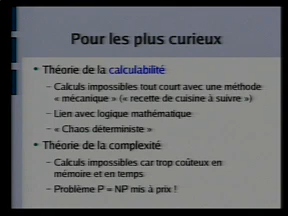 Pour les plus curieux
• Théorie de la calculabilité
– Calculs impossibles tout court avec une méthode
« mécanique » (« recette de cuisine à suivre »)
– Lien avec logique mathématique
– « Chaos déterministe »
• Théorie de la complexité
– Calculs impossibles car trop coûteux en
mémoire et en temps
– Problème P = NP mis à prix !